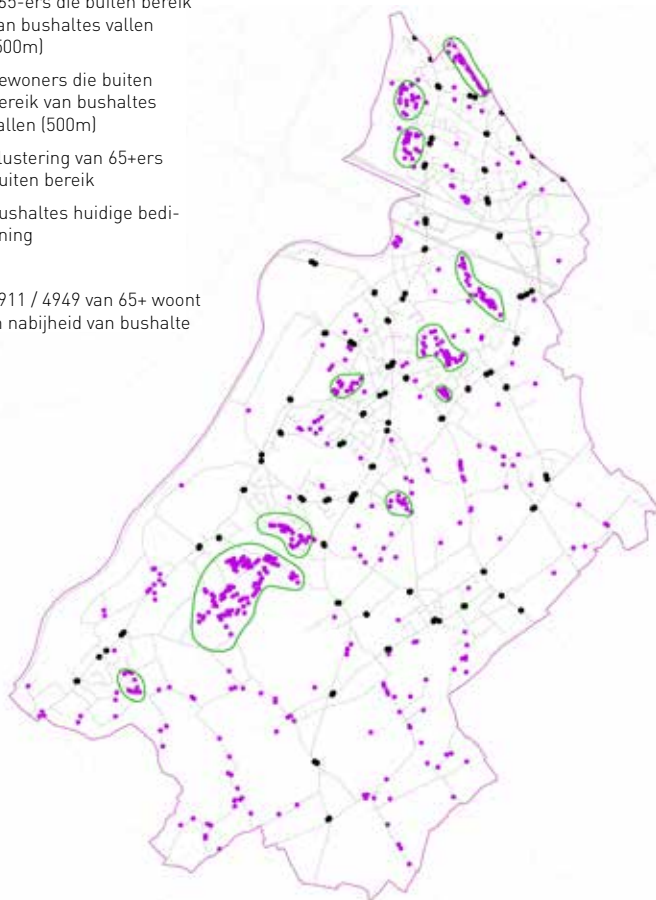 65-ers die buiten bereik
an bushaltes vallen
500m)
ewoners die buiten
ereik van bushaltes
allen (500m)
lustering van 65+ers
uiten bereik
ushaltes huidige bedi-
ning
911 / 4949 van 65+ woont
n nabijheid van bushalte